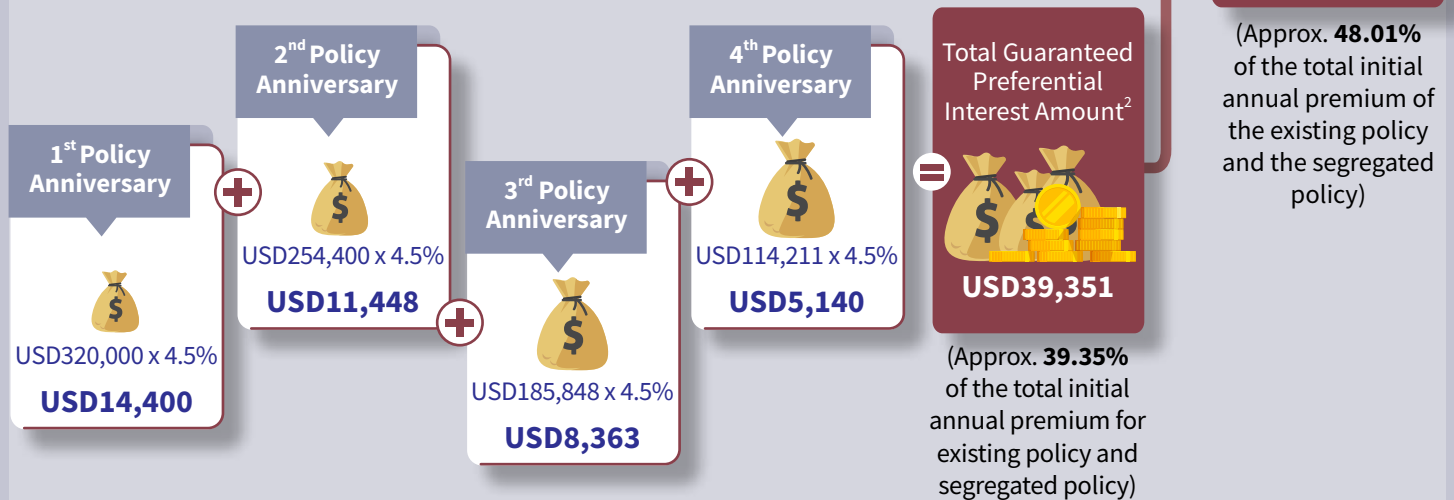 1st Policy
Anniversary
$
USD320,000 x 4.5%
USD14,400
2nd Policy
Anniversary
$
USD254,400 x 4.5%
USD11,448
3rd Policy
Anniversary
$
USD185,848 x 4.5%
USD8,363
4th Policy
Anniversary
$
USD114,211 x 4.5%
USD5,140
Total Guaranteed
Preferential
Interest Amount2
$ $
USD39,351
(Approx. 39.35%
of the total initial
annual premium for
existing policy and
segregated policy)
(Approx. 48.01%
of the total initial
annual premium of
the existing policy
and the segregated
policy)